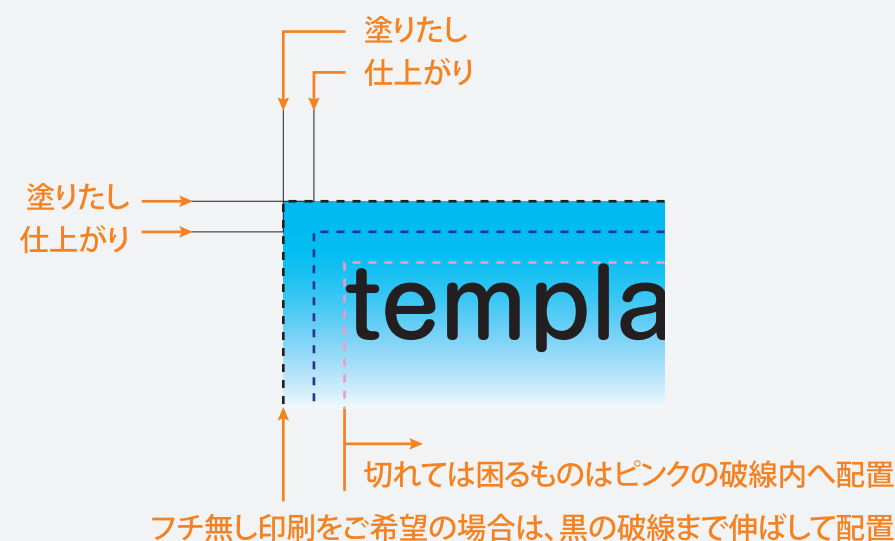 塗りたし
仕上がり
塗りたし
仕上がり
templa
切れては困るものはピンクの破線内へ配置
フチ無し印刷をご希望の場合は、黒の破線まで伸ばして配置